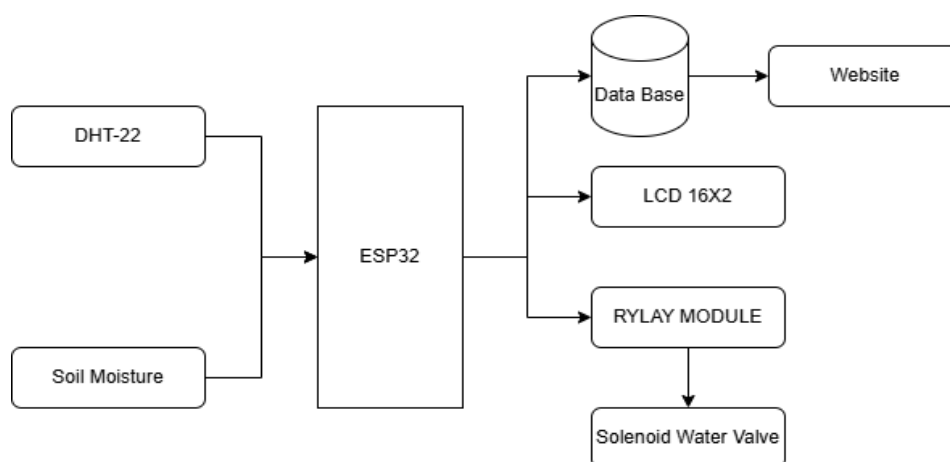 Data Base
Website
DHT-22
LCD 16X2
ESP32
RYLAY MODULE
Soil Moisture
Solenoid Water Valve